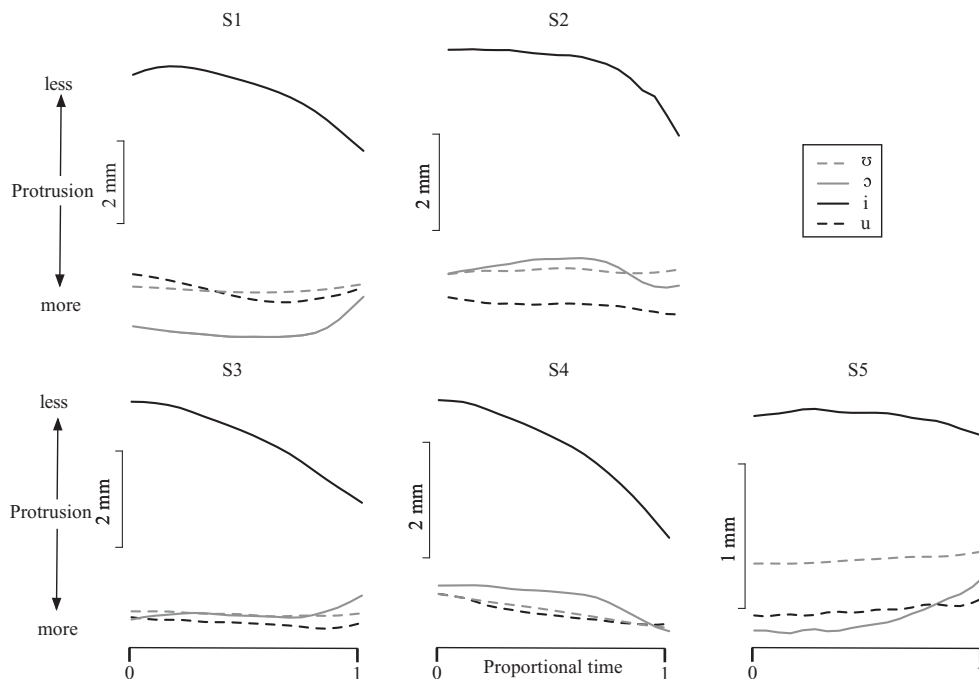 S1
S2
less
Protrusion
more
2 mm
2 mm
ʊ
ɔ
i
u
S3
S4
S5
less
Protrusion
more
2 mm
2 mm
1 mm
0
1
0
Proportional time
1
0
1